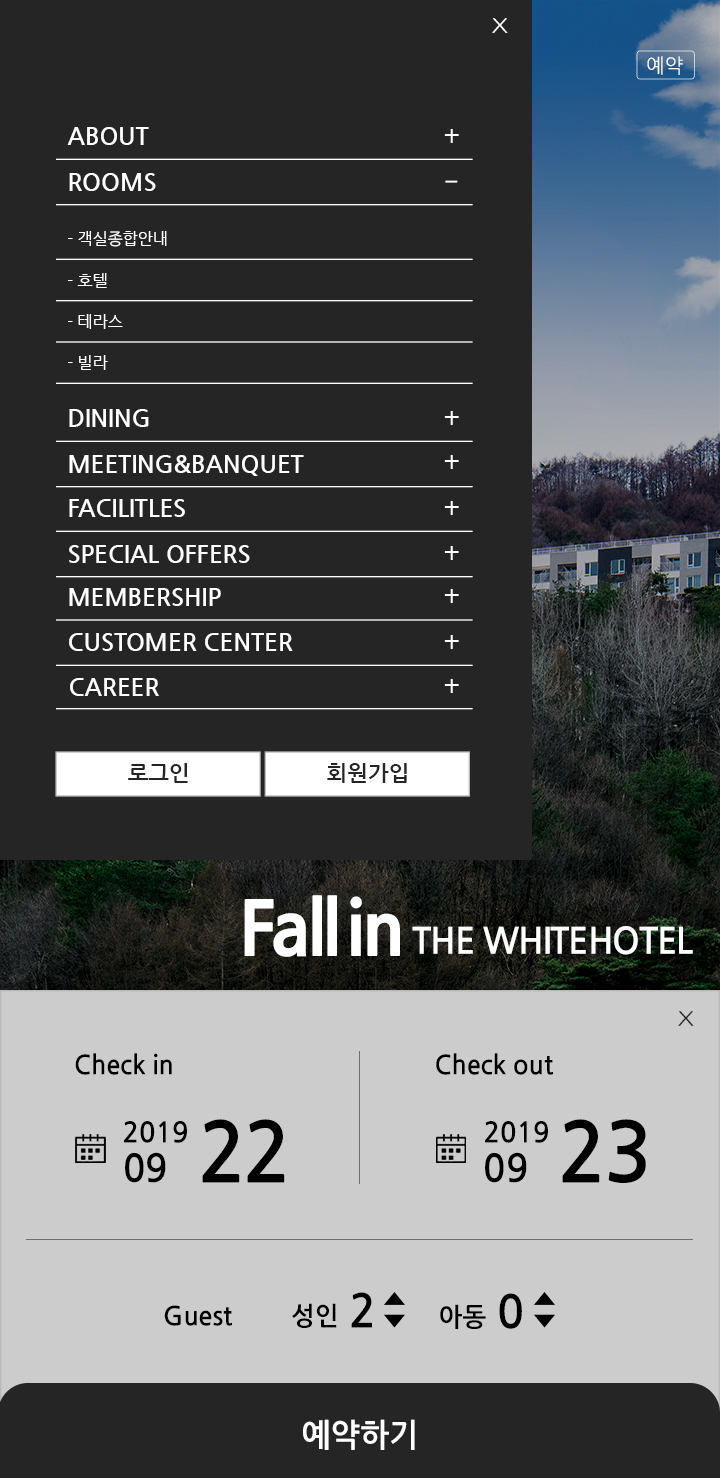 X
예약
ABOUT +
ROOMS −
- 객실종합안내
- 호텔
- 테라스
- 빌라
DINING +
MEETING&BANQUET +
FACILITLES +
SPECIAL OFFERS +
MEMBERSHIP +
CUSTOMER CENTER +
CAREER +
로그인 회원가입
Fall in THE WHITEHOTEL
X
Check in
2019
09 22
Check out
2019
09 23
Guest 성인 2 아동 0
예약하기